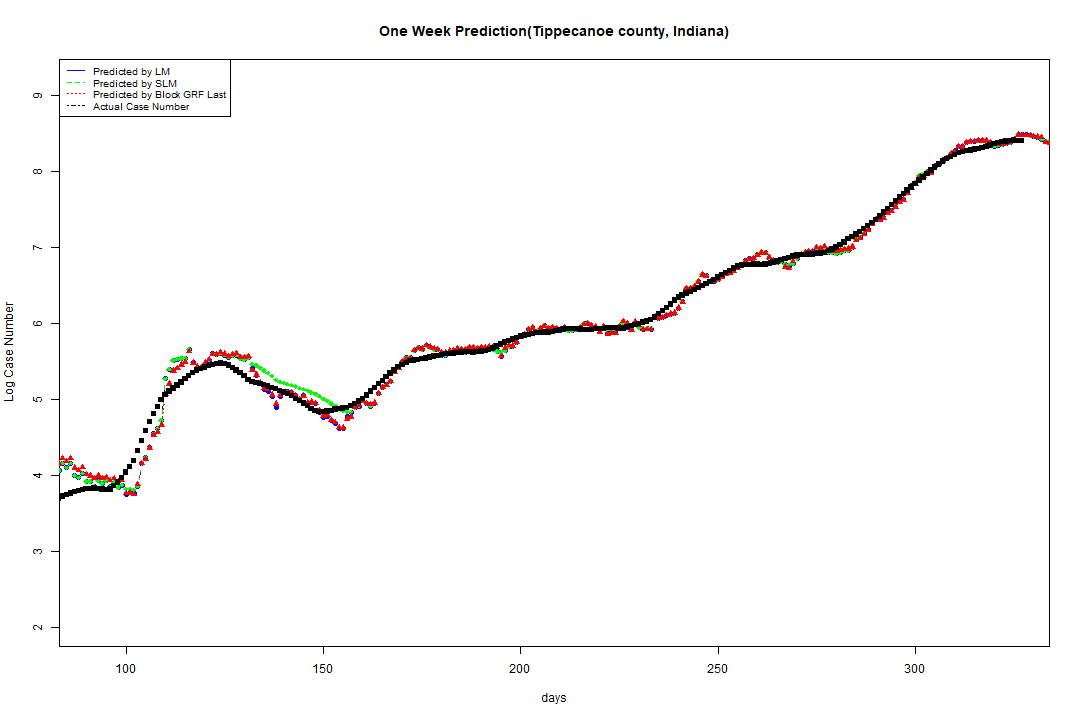 One Week Prediction(Tippecanoe county, Indiana)
Predicted by LM
Predicted by SLM
Predicted by Block GRF Last
Actual Case Number
9
8
7
6
5
4
3
2
Log Case Number
100 150 200 250 300
days